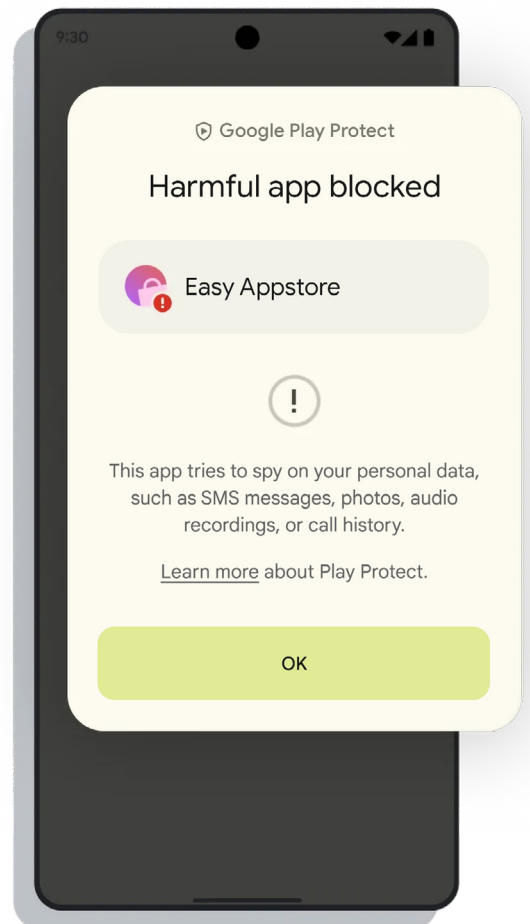 9:30
Google Play Protect
Harmful app blocked
Easy Appstore
This app tries to spy on your personal data,
such as SMS messages, photos, audio
recordings, or call history.
Learn more about Play Protect.
OK